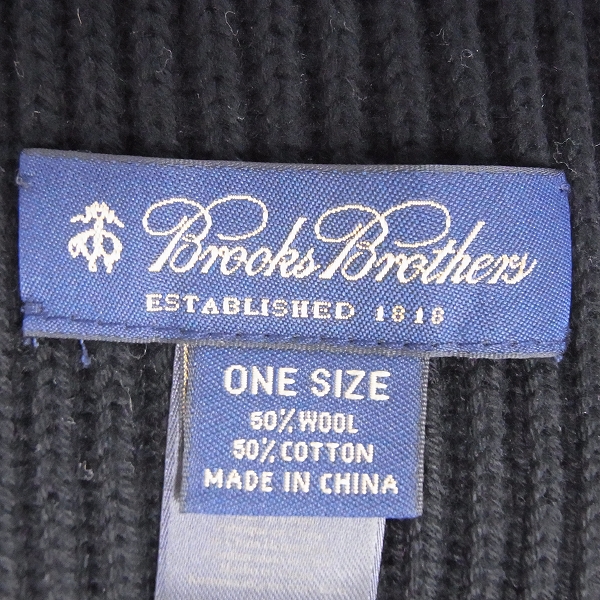 Brooks Brothers
ESTABLISHED 1818
ONE SIZE
50% WOOL
50% COTTON
MADE IN CHINA